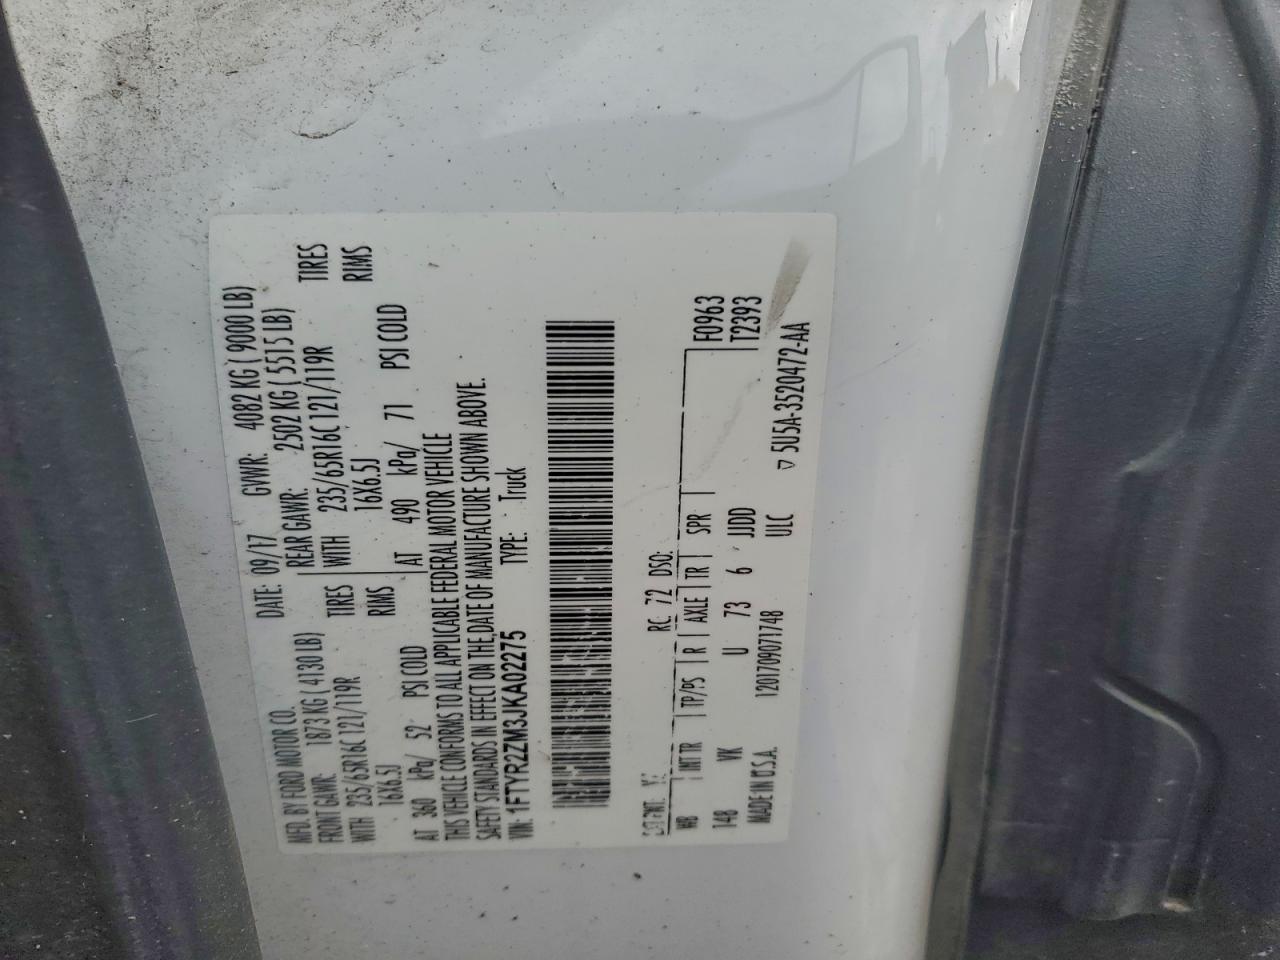 MFD. BY FORD MOTOR CO. DATE: 09/17 GVWR: 4082 KG ( 9000 LB)
FRONT GAWR: 1873 KG ( 4130 LB) REAR GAWR: 2502 KG ( 5515 LB)
WITH 235/65R16C 121/119R TIRES WITH 235/65R16C 121/119R TIRES
16X6.5J RIMS 16X6.5J RIMS
AT 360 kPa/ 52 PSI COLD AT 490 kPa/ 71 PSI COLD
THIS VEHICLE CONFORMS TO ALL APPLICABLE FEDERAL MOTOR VEHICLE
SAFETY STANDARDS IN EFFECT ON THE DATE OF MANUFACTURE SHOWN ABOVE.
VIN: 1FTYR2ZM3JKA02275 TYPE: Truck
PNT: RC: 72 DSO:
WB INT TR TP/PS R AXLE TR SPR F0963
148 VK U 73 6 JJDD T2393
MADE IN U.S.A. 1201709071748 ULC 5U5A-3520472-AA